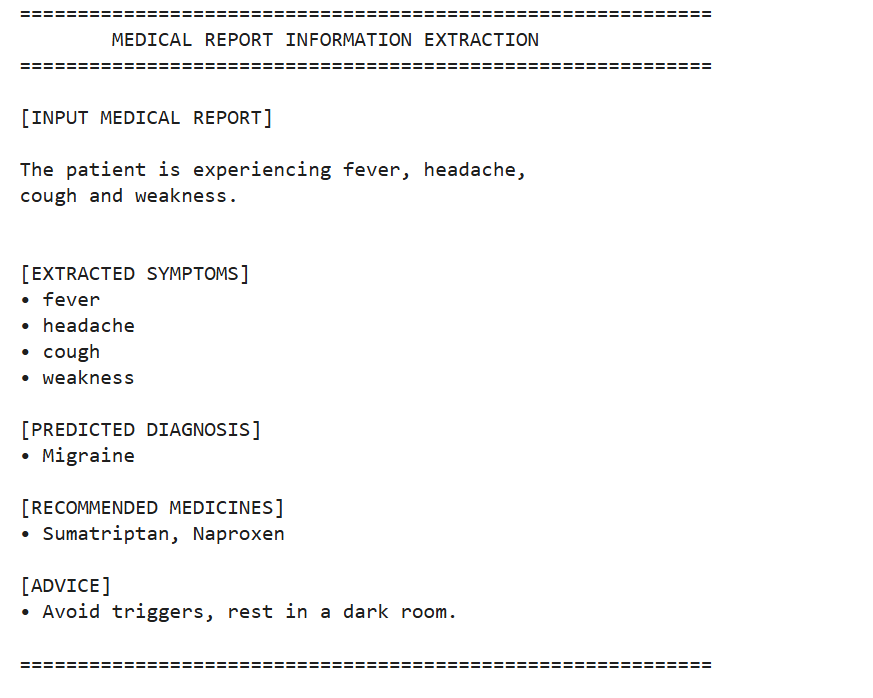 ============================================================
MEDICAL REPORT INFORMATION EXTRACTION
============================================================
[INPUT MEDICAL REPORT]
The patient is experiencing fever, headache,
cough and weakness.
[EXTRACTED SYMPTOMS]
• fever
• headache
• cough
• weakness
[PREDICTED DIAGNOSIS]
• Migraine
[RECOMMENDED MEDICINES]
• Sumatriptan, Naproxen
[ADVICE]
• Avoid triggers, rest in a dark room.
============================================================